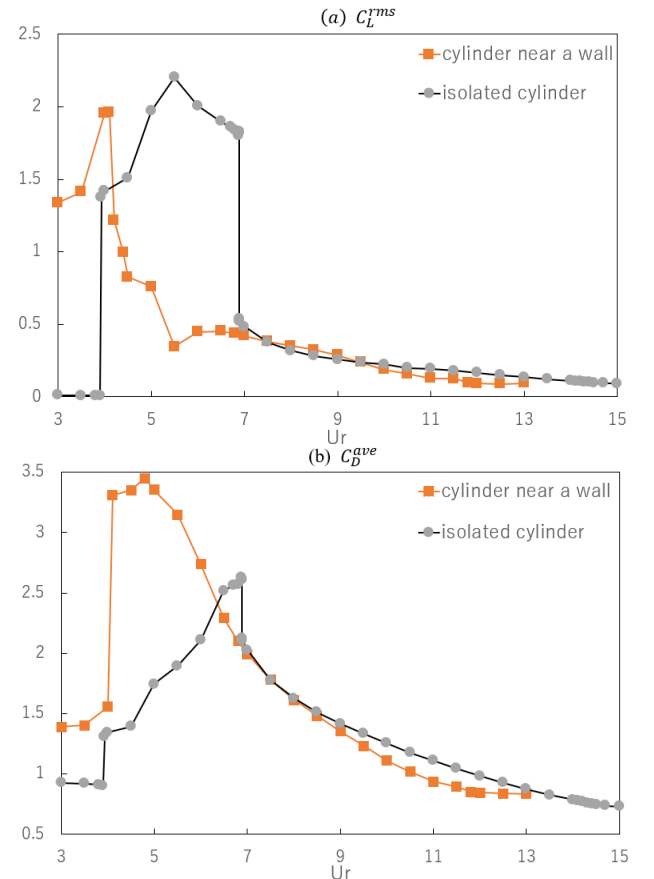 (a) C_L^{rms}
2.5
cylinder near a wall
2
isolated cylinder
1.5
1
0.5
0
3 5 7 9 11 13 15
Ur
(b) C_D^{ave}
3.5
cylinder near a wall
3
isolated cylinder
2.5
2
1.5
1
0.5
3 5 7 9 11 13 15
Ur